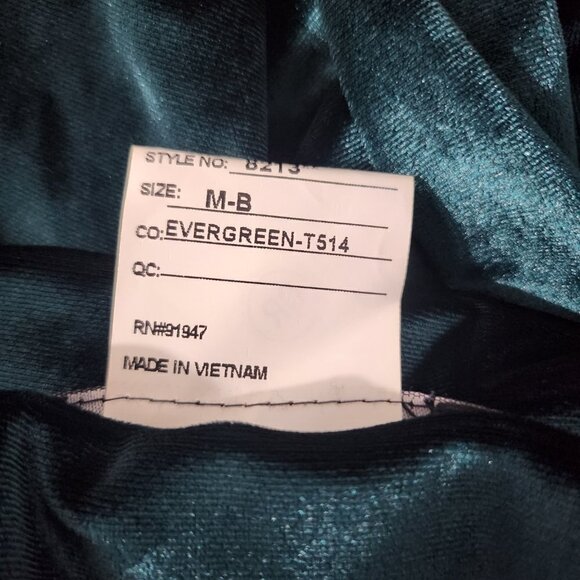 STYLE NO: 8213
SIZE: M-B
CO: EVERGREEN-T514
QC:
RN#91947
MADE IN VIETNAM